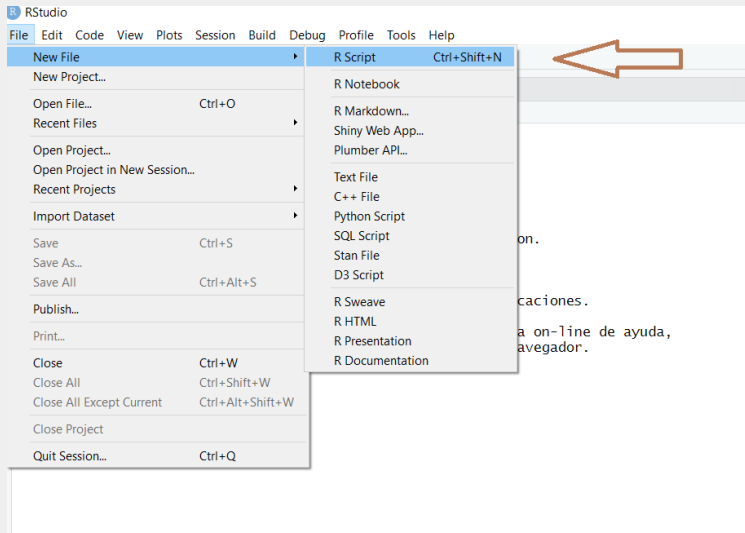 RStudio
File Edit Code View Plots Session Build Debug Profile Tools Help
New File
New Project...
Open File... Ctrl+O
Recent Files
Open Project...
Open Project in New Session...
Recent Projects
Import Dataset
Save Ctrl+S
Save As...
Save All Ctrl+Alt+S
Publish...
Print...
Close Ctrl+W
Close All Ctrl+Shift+W
Close All Except Current Ctrl+Alt+Shift+W
Close Project
Quit Session... Ctrl+Q
R Script Ctrl+Shift+N
R Notebook
R Markdown...
Shiny Web App...
Plumber API...
Text File
C++ File
Python Script
SQL Script
Stan File
D3 Script
R Sweave
R HTML
R Presentation
R Documentation
on.
caciones.
a on-line de ayuda,
avegador.